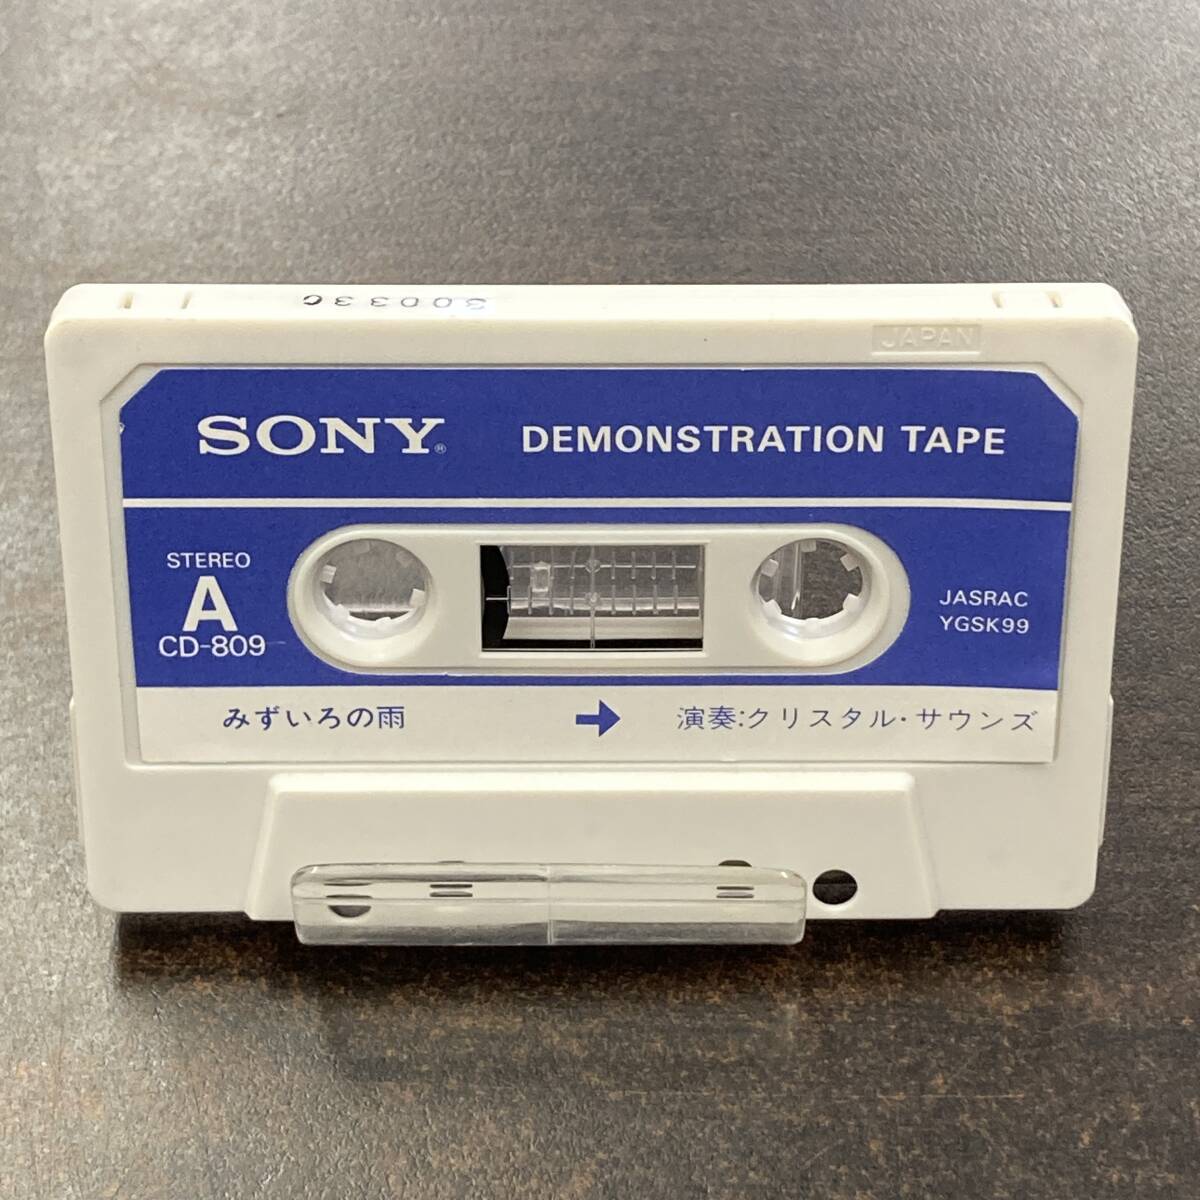 30033C
JAPAN
SONY®
DEMONSTRATION TAPE
STEREO
A
CD-809
JASRAC
YGSK99
みずいろの雨 → 演奏:クリスタル・サウンズ